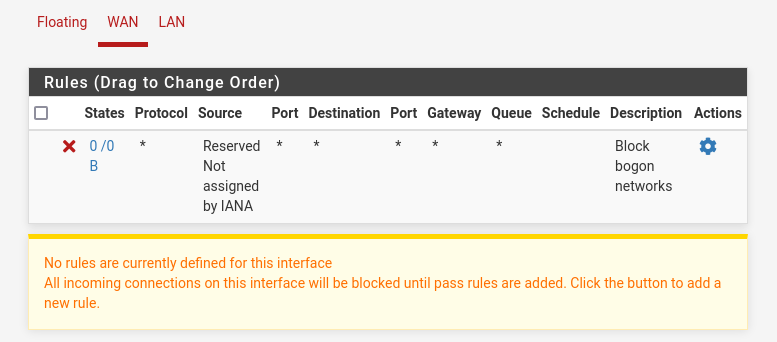 Floating WAN LAN
Rules (Drag to Change Order)
States Protocol Source Port Destination Port Gateway Queue Schedule Description Actions
0 /0 * Reserved * * * * * Block
B Not bogon
assigned networks
by IANA
No rules are currently defined for this interface
All incoming connections on this interface will be blocked until pass rules are added. Click the button to add a
new rule.